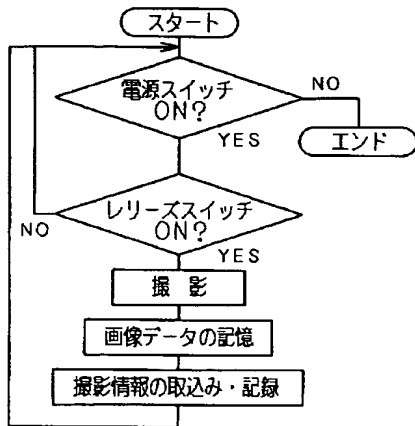 スタート
電源スイッチ
ON?
NO
YES
エンド
レリーズスイッチ
ON?
NO
YES
撮 影
画像データの記憶
撮影情報の取込み・記録